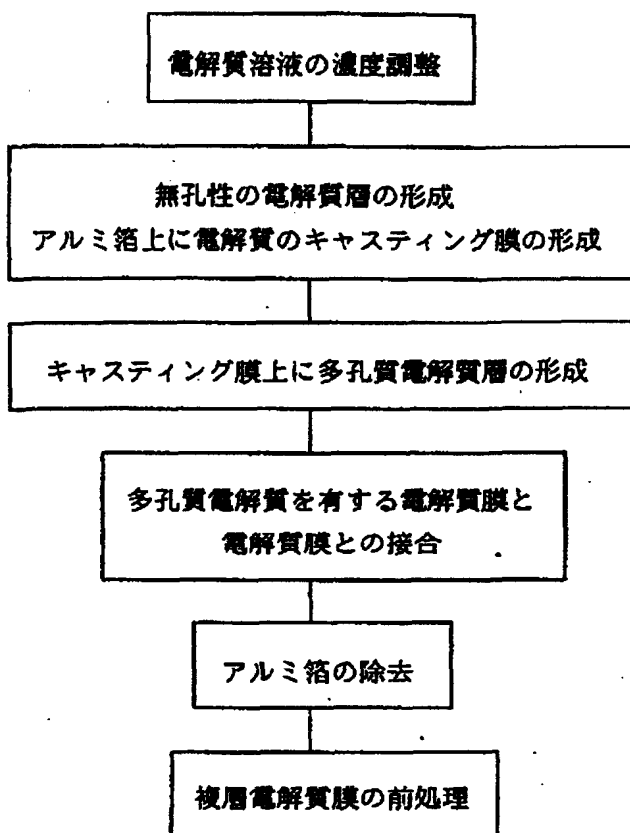 電解質溶液の濃度調整
無孔性の電解質層の形成
アルミ箔上に電解質のキャスティング膜の形成
キャスティング膜上に多孔質電解質層の形成
多孔質電解質を有する電解質膜と
電解質膜との接合
アルミ箔の除去
複層電解質膜の前処理